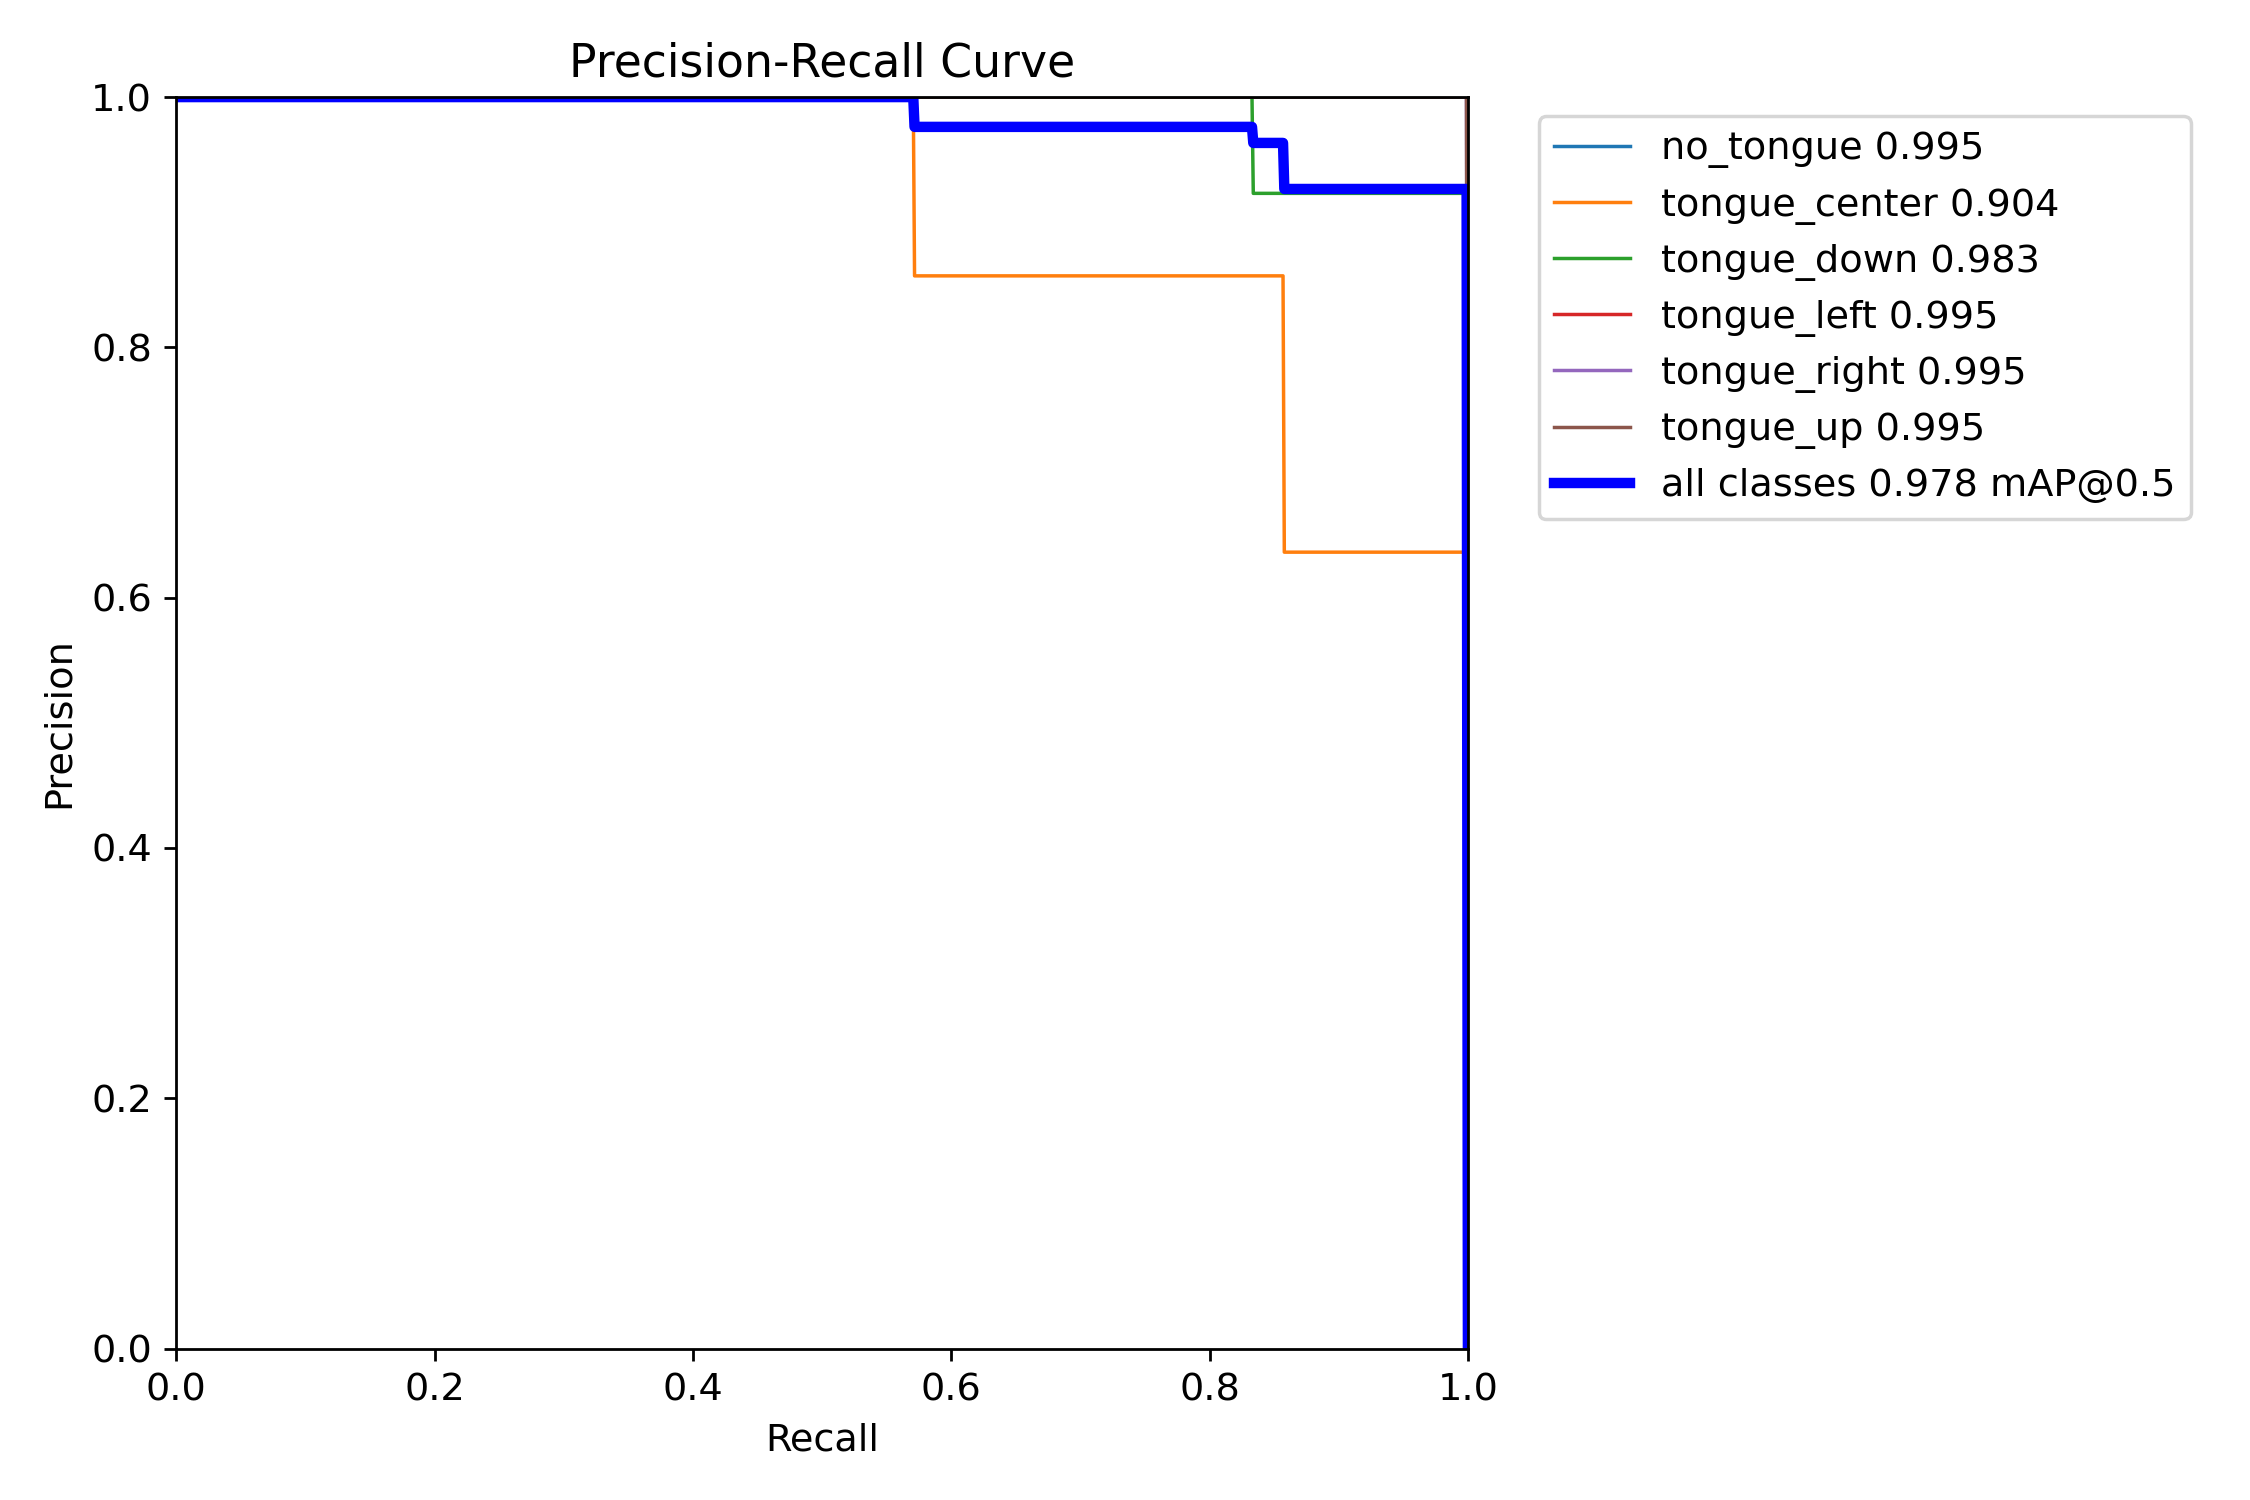 Precision-Recall Curve
1.0
0.8
0.6
0.4
0.2
0.0
Precision
0.0 0.2 0.4 0.6 0.8 1.0
Recall
no_tongue 0.995
tongue_center 0.904
tongue_down 0.983
tongue_left 0.995
tongue_right 0.995
tongue_up 0.995
all classes 0.978 mAP@0.5